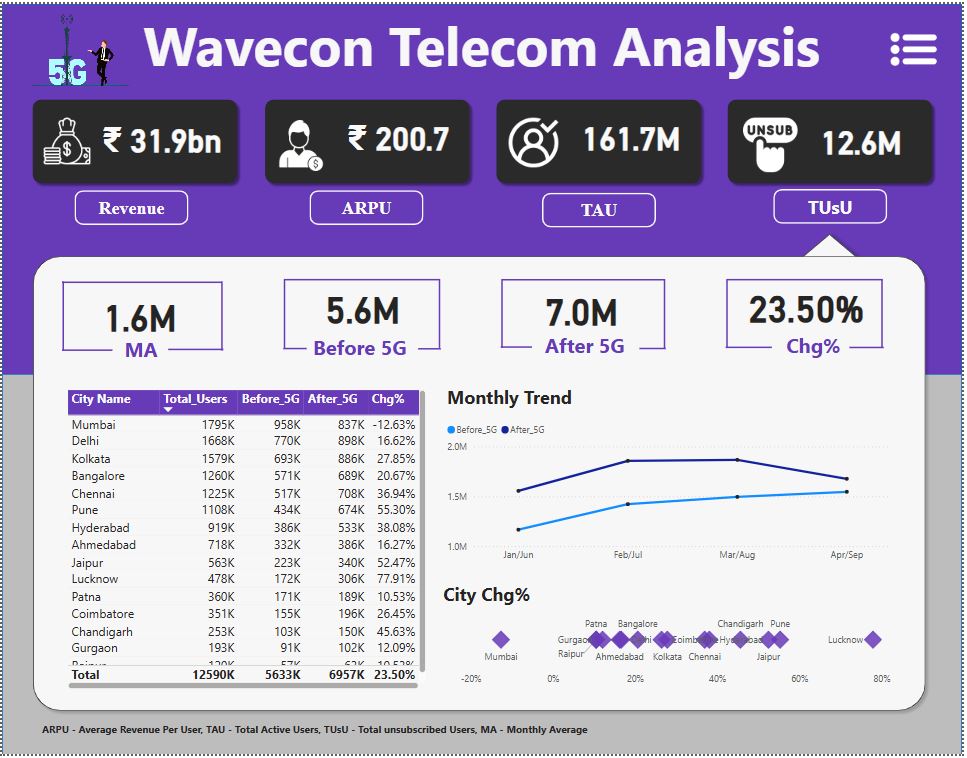 Wavecon Telecom Analysis
5G
₹ 31.9bn
₹ 200.7
161.7M
UNSUB
12.6M
Revenue
ARPU
TAU
TUsU
1.6M
MA
5.6M
Before 5G
7.0M
After 5G
23.50%
Chg%
City Name Total_Users Before_5G After_5G Chg%
Mumbai 1795K 958K 837K -12.63%
Delhi 1668K 770K 898K 16.62%
Kolkata 1579K 693K 886K 27.85%
Bangalore 1260K 571K 689K 20.67%
Chennai 1225K 517K 708K 36.94%
Pune 1108K 434K 674K 55.30%
Hyderabad 919K 386K 533K 38.08%
Ahmedabad 718K 332K 386K 16.27%
Jaipur 563K 223K 340K 52.47%
Lucknow 478K 172K 306K 77.91%
Patna 360K 171K 189K 10.53%
Coimbatore 351K 155K 196K 26.45%
Chandigarh 253K 103K 150K 45.63%
Gurgaon 193K 91K 102K 12.09%
Total 12590K 5633K 6957K 23.50%
Monthly Trend
Before_5G After_5G
2.0M
1.5M
1.0M
Jan/Jun Feb/Jul Mar/Aug Apr/Sep
City Chg%
Patna Bangalore Chandigarh Pune
Gurgaon Delhi Lucknow
Raipur
Mumbai Ahmedabad Kolkata Chennai Jaipur
-20% 0% 20% 40% 60% 80%
ARPU - Average Revenue Per User, TAU - Total Active Users, TUsU - Total unsubscribed Users, MA - Monthly Average